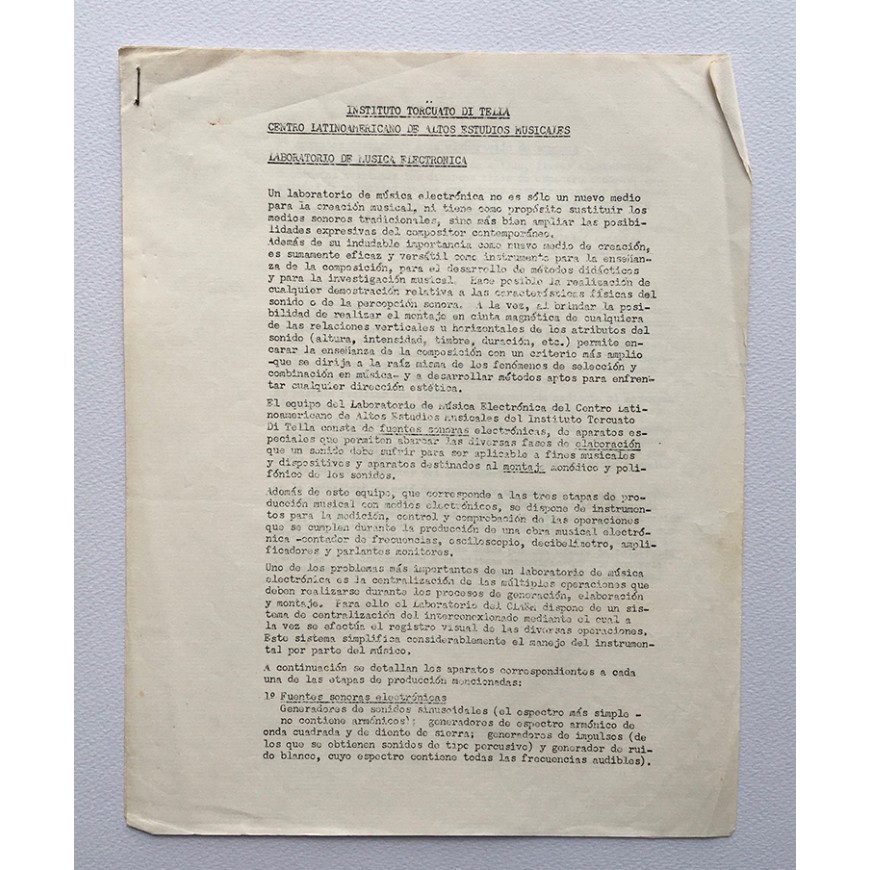 INSTITUTO TORCUATO DI TELLA
CENTRO LATINOAMERICANO DE ALTOS ESTUDIOS MUSICALES
LABORATORIO DE MUSICA ELECTRONICA
Un laboratorio de música electrónica no es sólo un nuevo medio
para la creación musical, ni tiene como propósito sustituir los
medios sonoros tradicionales, sino más bien ampliar las posibi-
lidades expresivas del compositor contemporáneo.
Además de su indudable importancia como nuevo medio de creación,
es sumamente eficaz y versátil como instrumento para la enseñan-
za de la composición, para el desarrollo de métodos didácticos
y para la investigación musical. Hace posible la realización de
cualquier demostración relativa a las características físicas del
sonido o de la percepción sonora. A la vez, al brindar la posi-
bilidad de realizar el montaje en cinta magnética de cualquiera
de las relaciones verticales u horizontales de los atributos del
sonido (altura, intensidad, timbre, duración, etc.) permite en-
carar la enseñanza de la composición con un criterio más amplio
-que se dirija a la raíz misma de los fenómenos de selección y
combinación en música- y a desarrollar métodos aptos para enfren-
tar cualquier dirección estética.
El equipo del Laboratorio de Música Electrónica del Centro Lati-
noamericano de Altos Estudios Musicales del Instituto Torcuato
Di Tella consta de fuentes sonoras electrónicas, de aparatos es-
peciales que permiten abarcar las diversas fases de elaboración
que un sonido debe sufrir para ser aplicable a fines musicales
y dispositivos y aparatos destinados al montaje monódico y poli-
fónico de los sonidos.
Además de este equipo, que corresponde a las tres etapas de pro-
ducción musical con medios electrónicos, se dispone de instrumen-
tos para la medición, control y comprobación de las operaciones
que se cumplen durante la producción de una obra musical electró-
nica -contador de frecuencias, osciloscopio, decibelímetro, ampli-
ficadores y parlantes monitores.
Uno de los problemas más importantes de un laboratorio de música
electrónica es la centralización de las múltiples operaciones que
deben realizarse durante los procesos de generación, elaboración
y montaje. Para ello el Laboratorio del CLAEM dispone de un sis-
tema de centralización del interconexionado mediante el cual a
la vez se efectúa el registro visual de las diversas operaciones.
Este sistema simplifica considerablemente el manejo del instrumen-
tal por parte del músico.
A continuación se detallan los aparatos correspondientes a cada
una de las etapas de producción mencionadas:
1º Fuentes sonoras electrónicas
Generadores de sonidos sinusoidales (el espectro más simple -
no contiene armónicos); generadores de espectro armónico de
onda cuadrada y de diente de sierra; generadores de impulsos (de
los que se obtienen sonidos de tipo percusivo) y generador de rui-
do blanco, cuyo espectro contiene todas las frecuencias audibles).